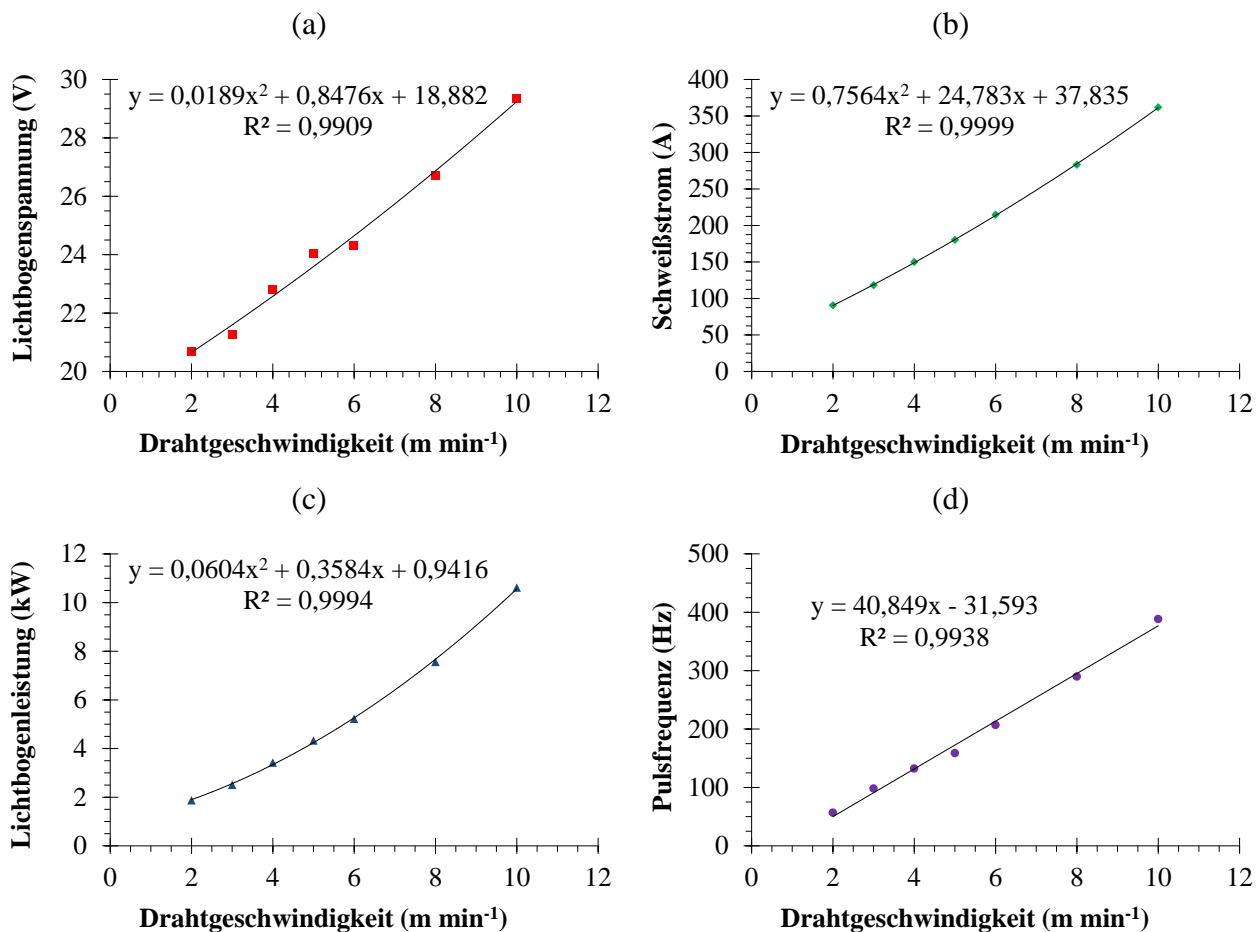 (a)
y = 0,0189x² + 0,8476x + 18,882
R² = 0,9909
Lichtbogenspannung (V)
30
28
26
24
22
20
0 2 4 6 8 10 12
Drahtgeschwindigkeit (m min⁻¹)
(b)
y = 0,7564x² + 24,783x + 37,835
R² = 0,9999
Schweißstrom (A)
400
350
300
250
200
150
100
50
0
0 2 4 6 8 10 12
Drahtgeschwindigkeit (m min⁻¹)
(c)
y = 0,0604x² + 0,3584x + 0,9416
R² = 0,9994
Lichtbogenleistung (kW)
12
10
8
6
4
2
0
0 2 4 6 8 10 12
Drahtgeschwindigkeit (m min⁻¹)
(d)
y = 40,849x - 31,593
R² = 0,9938
Pulsfrequenz (Hz)
500
400
300
200
100
0
0 2 4 6 8 10 12
Drahtgeschwindigkeit (m min⁻¹)